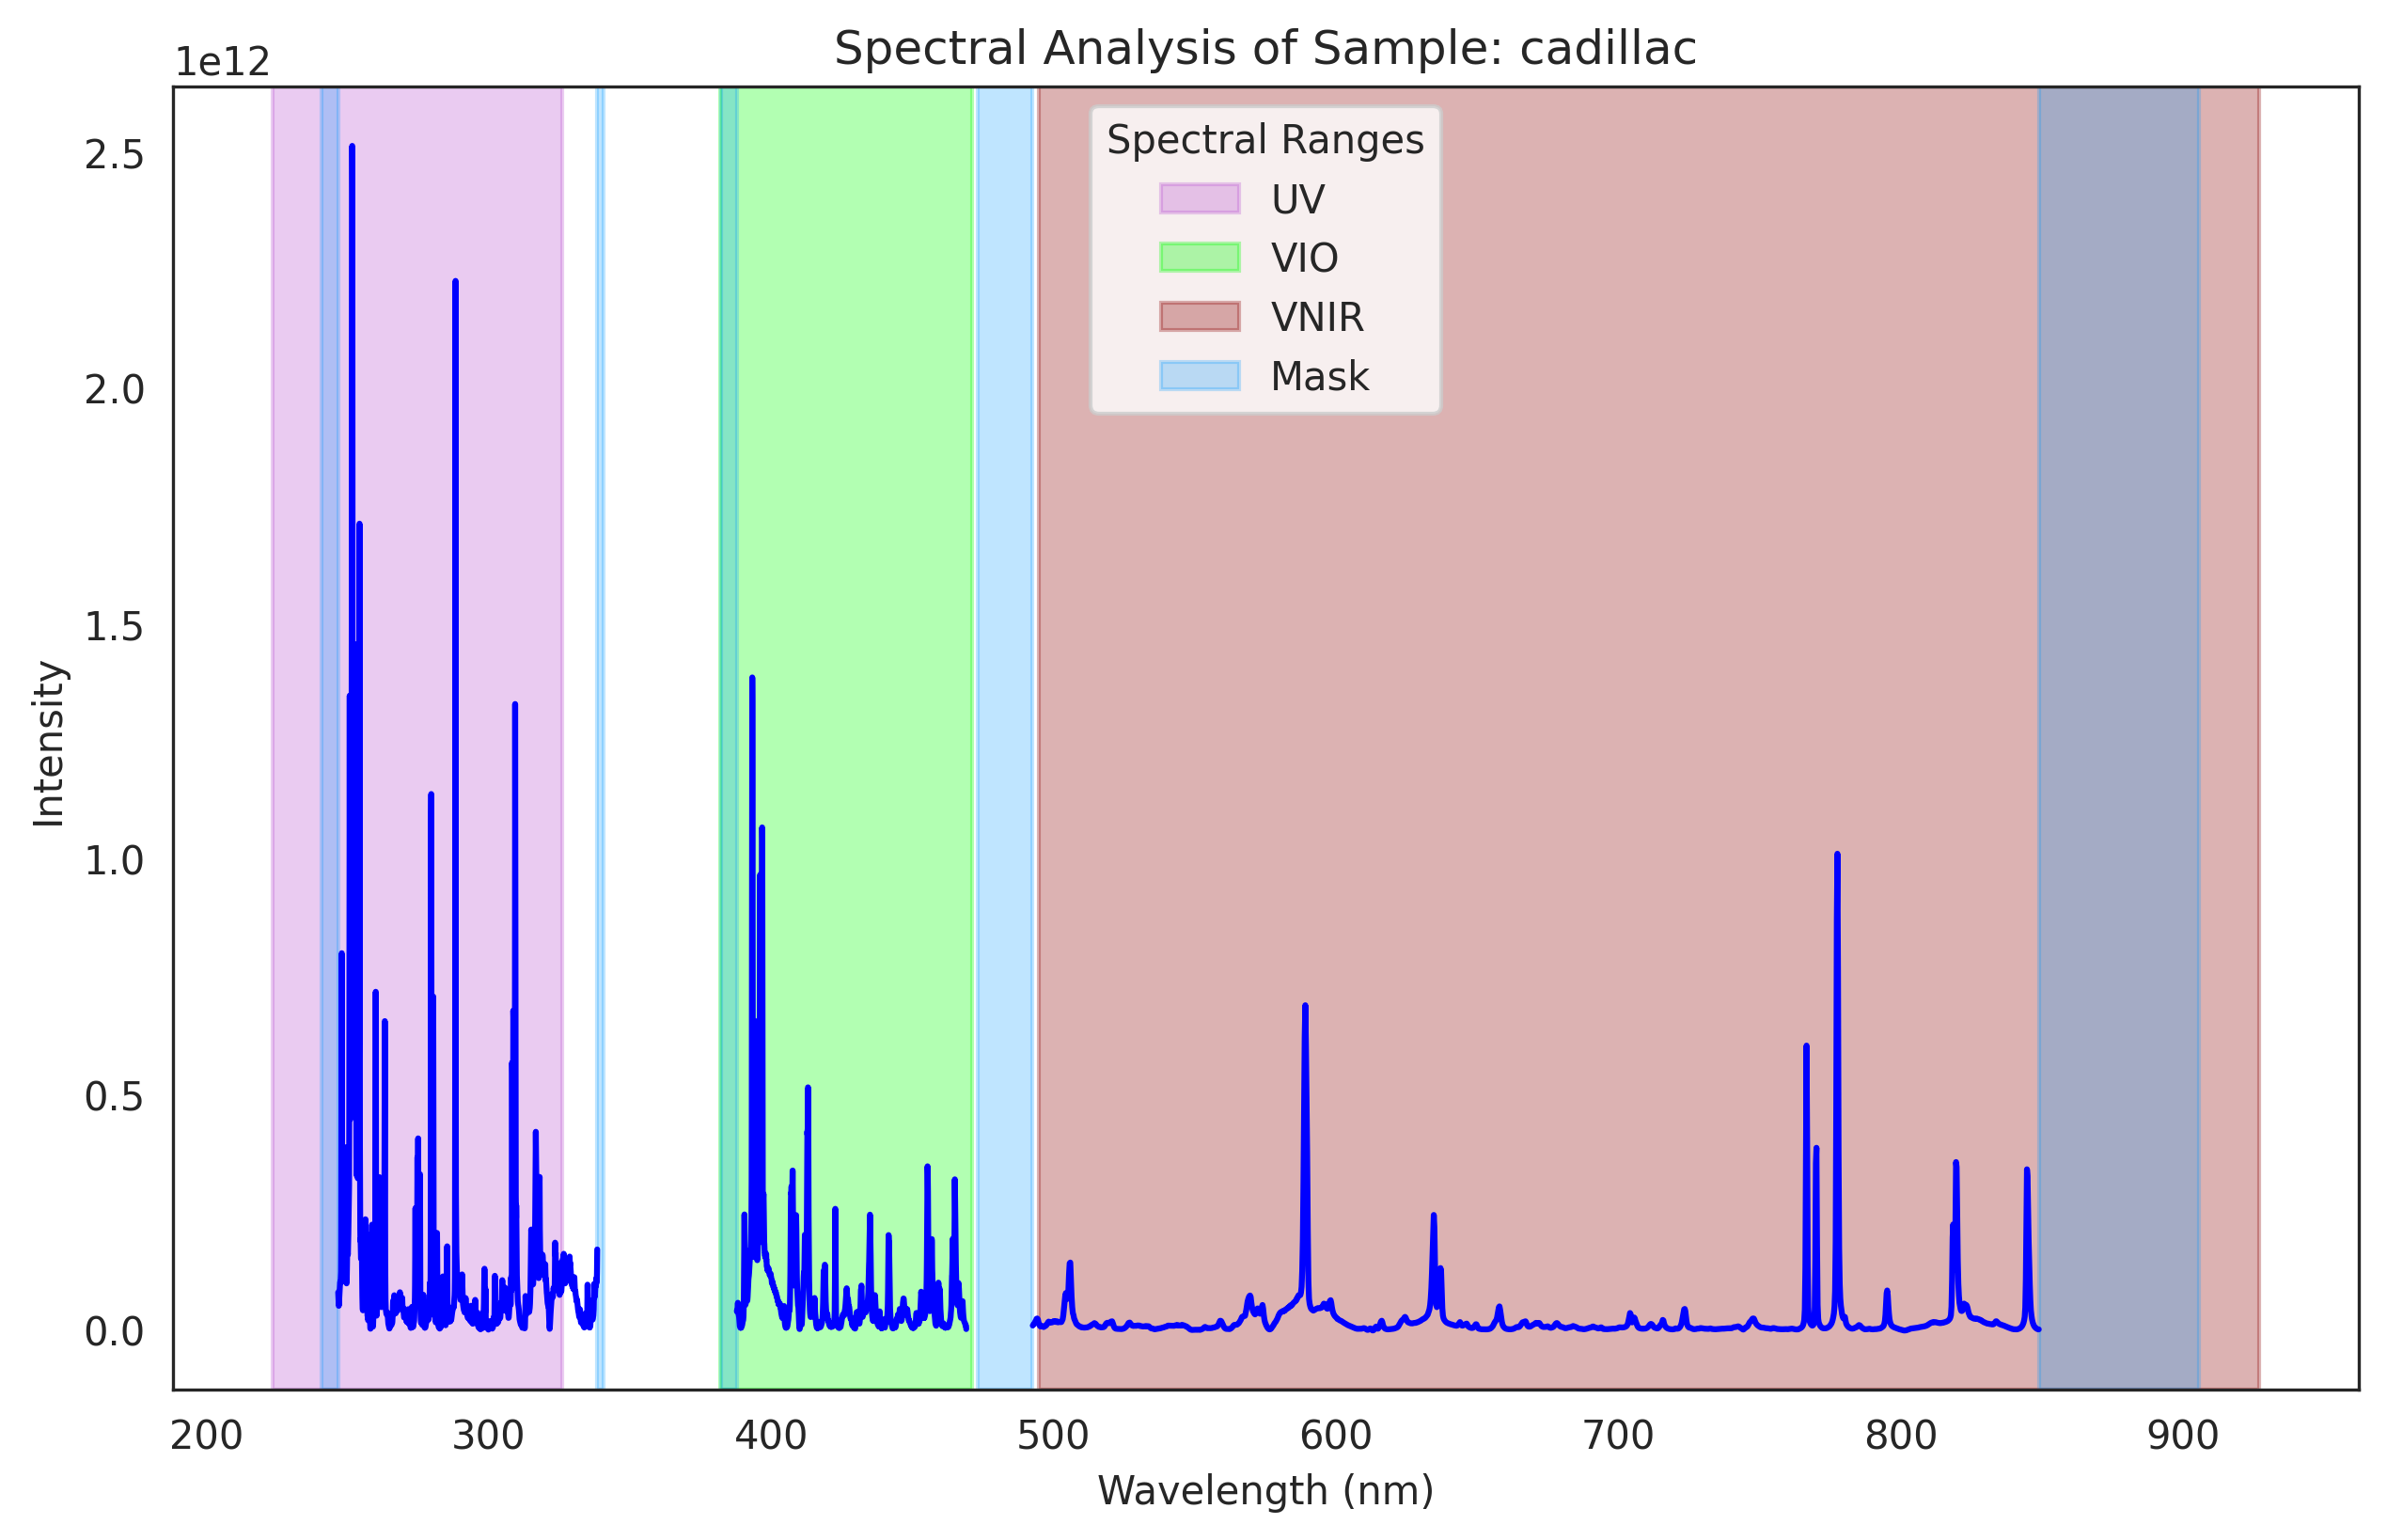 Spectral Analysis of Sample: cadillac
1e12
2.5
2.0
1.5
1.0
0.5
0.0
Intensity
Spectral Ranges
UV
VIO
VNIR
Mask
200 300 400 500 600 700 800 900
Wavelength (nm)